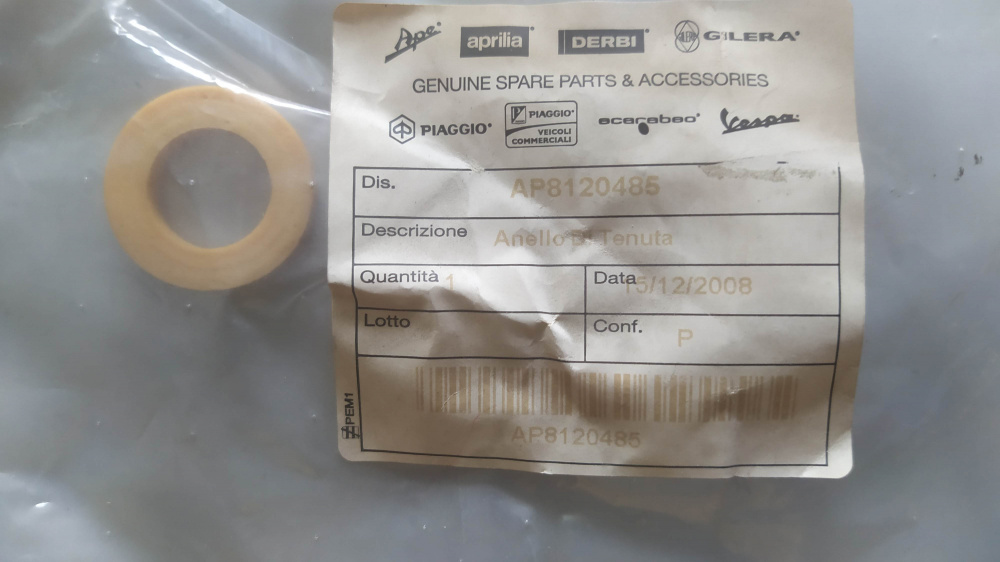 Ape®
aprilia® DERBI® GILERA®
GENUINE SPARE PARTS & ACCESSORIES
PIAGGIO® PIAGGIO® VEICOLI COMMERCIALI scarabeo® Vespa®
Dis. AP8120485
Descrizione Anello Di Tenuta
Quantità 1 Data 15/12/2008
Lotto Conf. P
PEM1
AP8120485